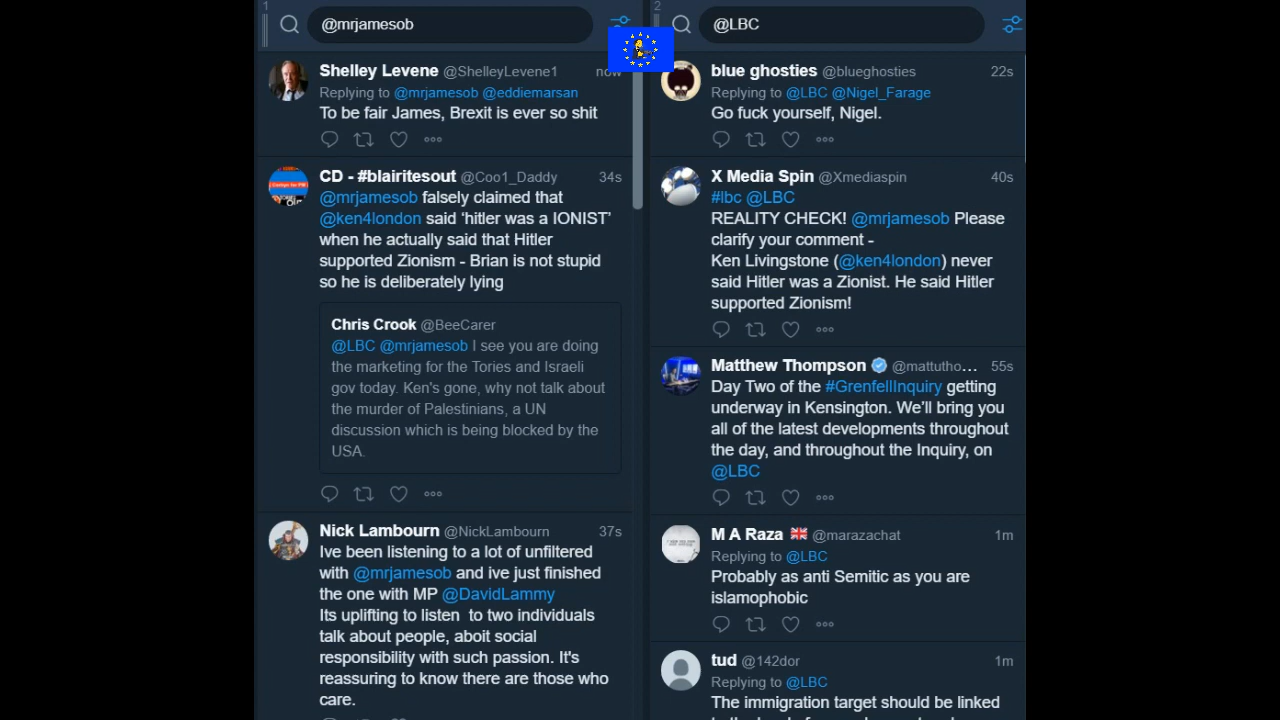 1
@mrjamesob
Shelley Levene @ShelleyLevene1 now
Replying to @mrjamesob @eddiemarsan
To be fair James, Brexit is ever so shit
CD - #blairitesout @Coo1_Daddy 34s
@mrjamesob falsely claimed that
@ken4london said ‘hitler was a IONIST’
when he actually said that Hitler
supported Zionism - Brian is not stupid
so he is deliberately lying
Chris Crook @BeeCarer
@LBC @mrjamesob I see you are doing
the marketing for the Tories and Israeli
gov today. Ken's gone, why not talk about
the murder of Palestinians, a UN
discussion which is being blocked by the
USA.
Nick Lambourn @NickLambourn 37s
Ive been listening to a lot of unfiltered
with @mrjamesob and ive just finished
the one with MP @DavidLammy
Its uplifting to listen  to two individuals
talk about people, aboit social
responsibility with such passion. It's
reassuring to know there are those who
care.
2
@LBC
blue ghosties @blueghosties 22s
Replying to @LBC @Nigel_Farage
Go fuck yourself, Nigel.
X Media Spin @Xmediaspin 40s
#lbc @LBC
REALITY CHECK! @mrjamesob Please
clarify your comment -
Ken Livingstone (@ken4london) never
said Hitler was a Zionist. He said Hitler
supported Zionism!
Matthew Thompson @mattutho... 55s
Day Two of the #GrenfellInquiry getting
underway in Kensington. We’ll bring you
all of the latest developments throughout
the day, and throughout the Inquiry, on
@LBC
M A Raza 🇬🇧 @marazachat 1m
Replying to @LBC
Probably as anti Semitic as you are
islamophobic
tud @142dor 1m
Replying to @LBC
The immigration target should be linked